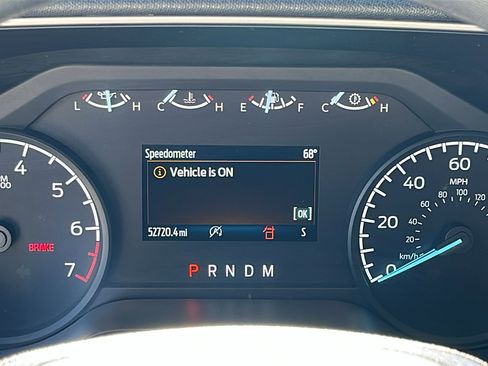 L H C H E F C H
Speedometer 68°
Vehicle is ON
[OK]
52720.4 mi S
P R N D M
4
5
6
7
BRAKE
0
20
40
60
MPH
20
40
60
80
100
120
km/h